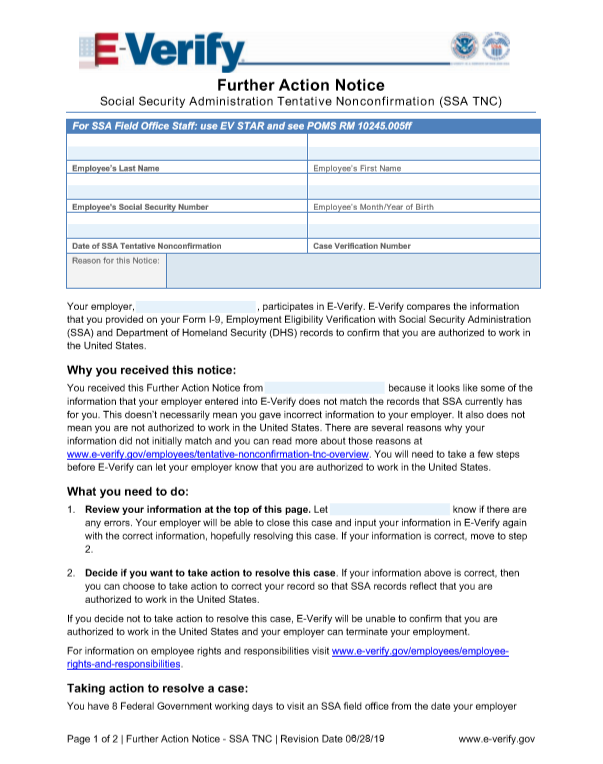 E-Verify
Further Action Notice
Social Security Administration Tentative Nonconfirmation (SSA TNC)
For SSA Field Office Staff: use EV STAR and see POMS RM 10245.005ff
Employee's Last Name
Employee's First Name
Employee's Social Security Number
Employee's Month/Year of Birth
Date of SSA Tentative Nonconfirmation
Case Verification Number
Reason for this Notice:
Your employer, , participates in E-Verify. E-Verify compares the information
that you provided on your Form I-9, Employment Eligibility Verification with Social Security Administration
(SSA) and Department of Homeland Security (DHS) records to confirm that you are authorized to work in
the United States.
Why you received this notice:
You received this Further Action Notice from because it looks like some of the
information that your employer entered into E-Verify does not match the records that SSA currently has
for you. This doesn't necessarily mean you gave incorrect information to your employer. It also does not
mean you are not authorized to work in the United States. There are several reasons why your
information did not initially match and you can read more about those reasons at
www.e-verify.gov/employees/tentative-nonconfirmation-tnc-overview. You will need to take a few steps
before E-Verify can let your employer know that you are authorized to work in the United States.
What you need to do:
1. Review your information at the top of this page. Let know if there are
any errors. Your employer will be able to close this case and input your information in E-Verify again
with the correct information, hopefully resolving this case. If your information is correct, move to step
2.
2. Decide if you want to take action to resolve this case. If your information above is correct, then
you can choose to take action to correct your record so that SSA records reflect that you are
authorized to work in the United States.
If you decide not to take action to resolve this case, E-Verify will be unable to confirm that you are
authorized to work in the United States and your employer can terminate your employment.
For information on employee rights and responsibilities visit www.e-verify.gov/employees/employee-
rights-and-responsibilities.
Taking action to resolve a case:
You have 8 Federal Government working days to visit an SSA field office from the date your employer
Page 1 of 2 | Further Action Notice - SSA TNC | Revision Date 06/28/19
www.e-verify.gov